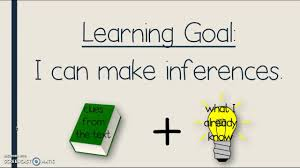 Learning Goal:
I can make inferences.
clues
from
the text
+
what I
already
know